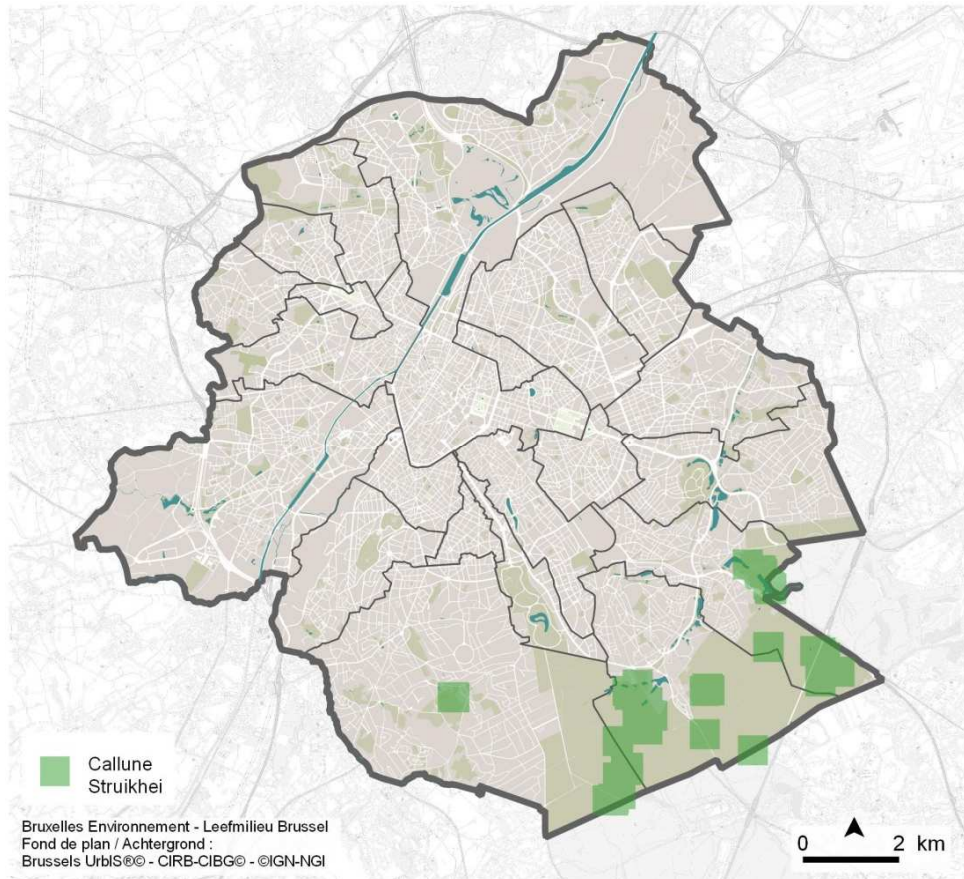 Callune
Struikhei
Bruxelles Environnement - Leefmilieu Brussel
Fond de plan / Achtergrond :
Brussels UrbIS®© - CIRB-CIBG© - ©IGN-NGI
0 2 km